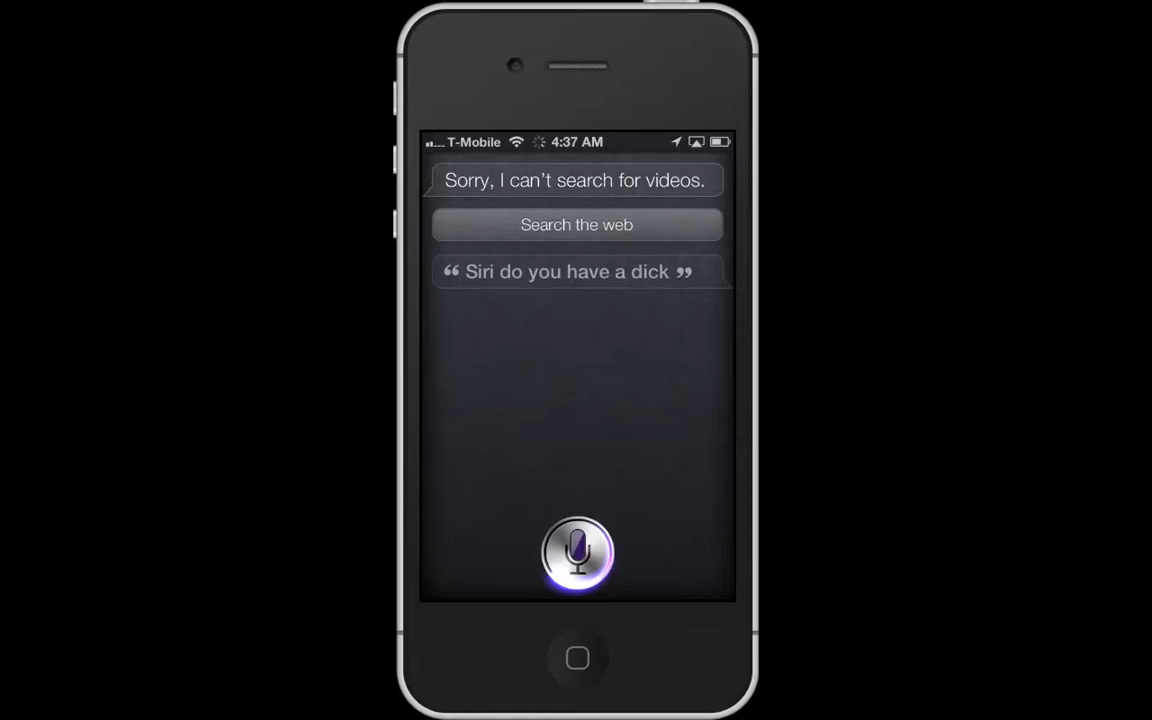 T-Mobile 4:37 AM
Sorry, I can't search for videos.
Search the web
“ Siri do you have a dick ”